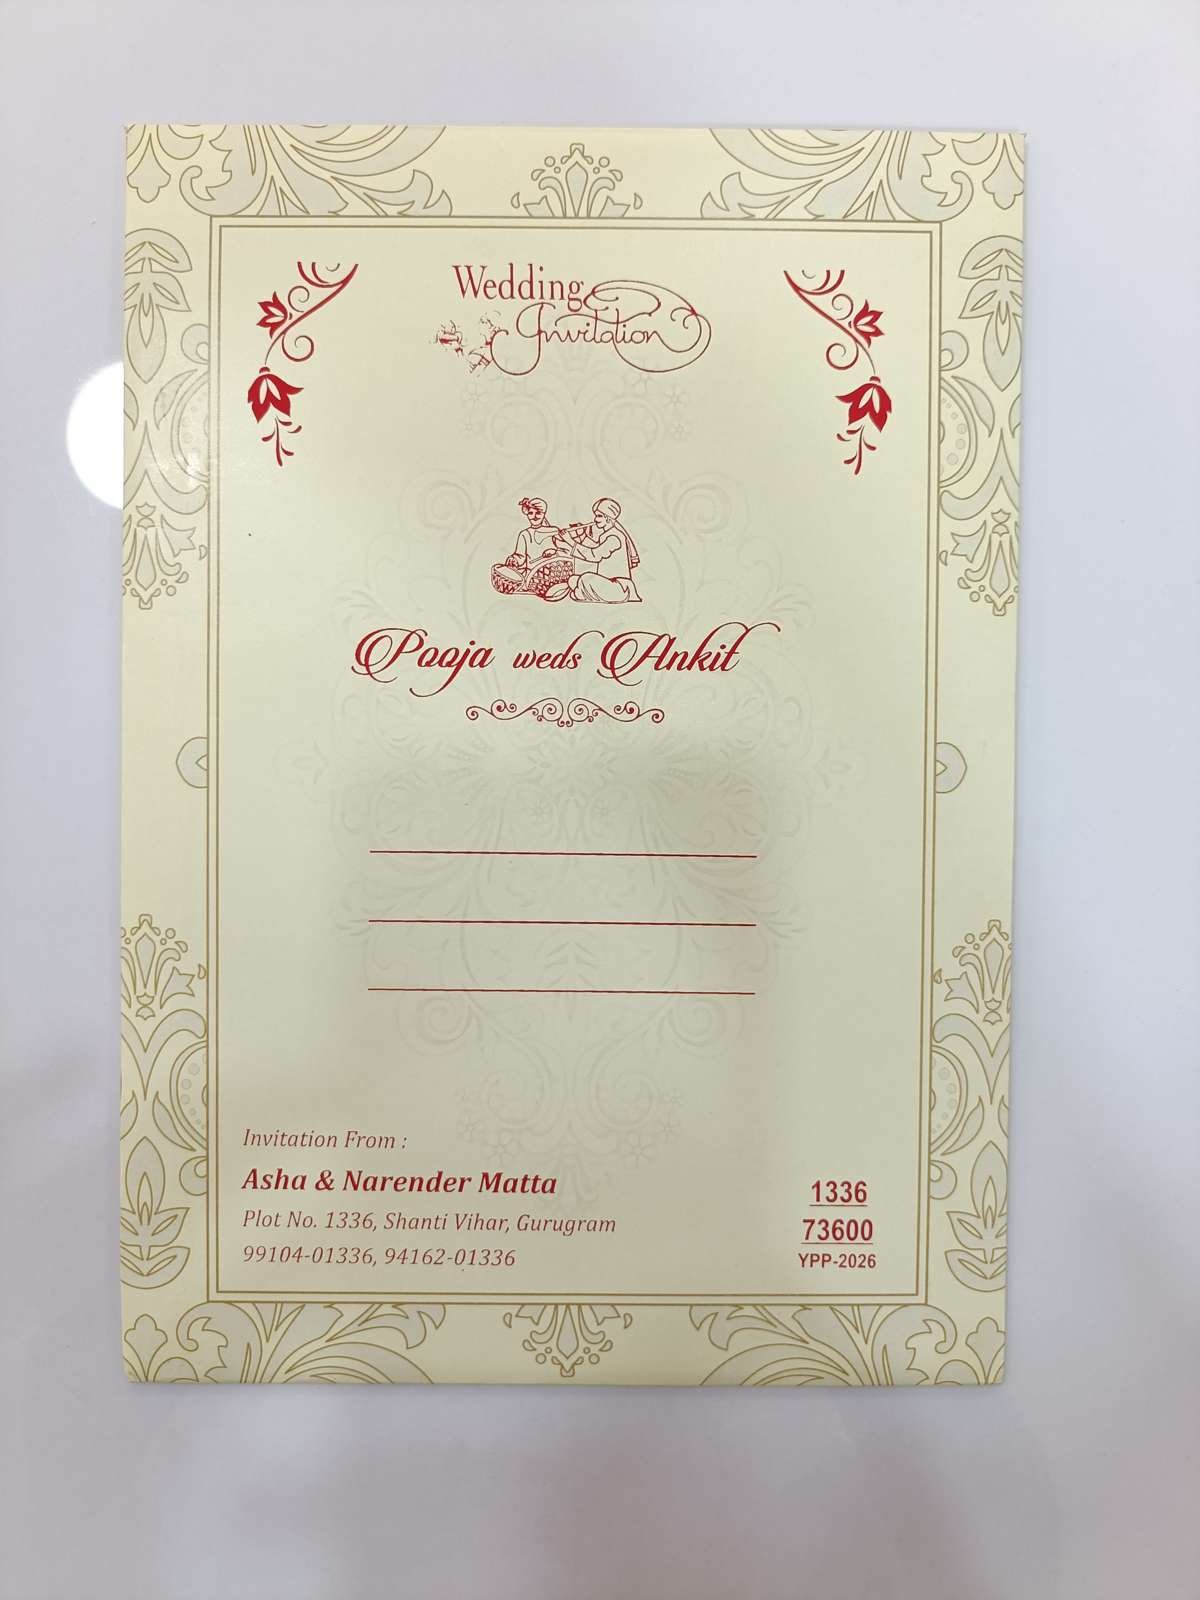 Wedding
Invitation
Pooja weds Ankit
Invitation From :
Asha & Narender Matta
Plot No. 1336, Shanti Vihar, Gurugram
99104-01336, 94162-01336
1336
73600
YPP-2026